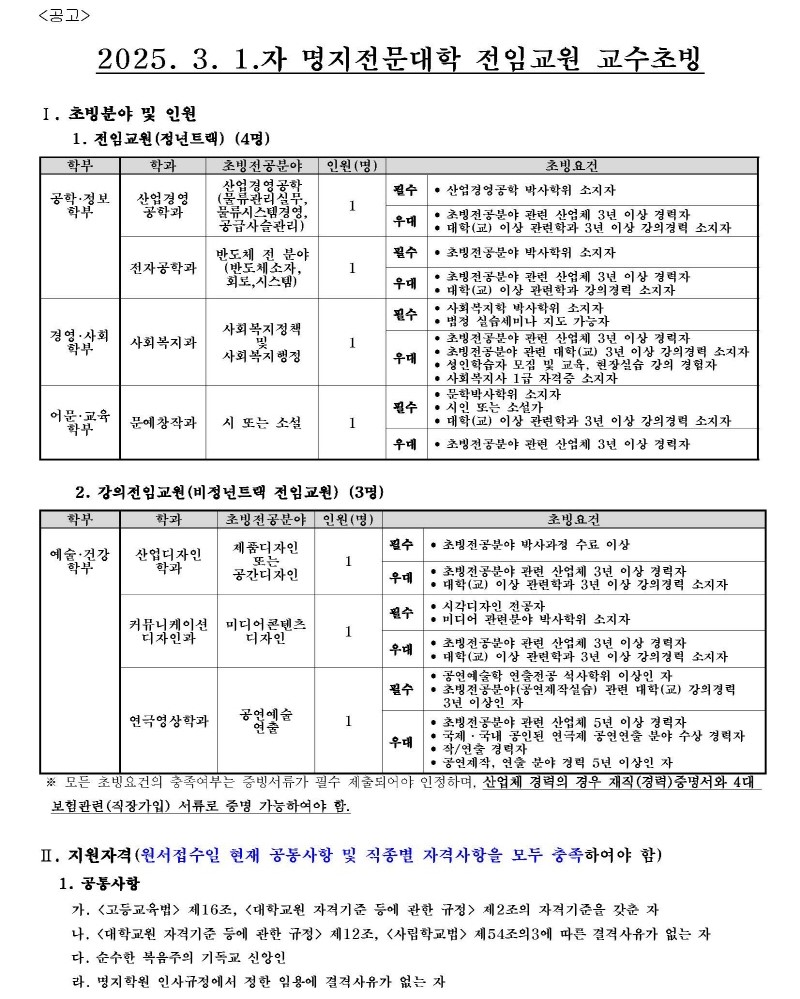 <공고>
2025. 3. 1.자 명지전문대학 전임교원 교수초빙
Ⅰ. 초빙분야 및 인원
1. 전임교원(정년트랙) (4명)
학부 학과 초빙전공분야 인원(명) 초빙요건
공학·정보
학부
산업경영
공학과
산업경영공학
(물류관리실무,
물류시스템경영,
공급사슬관리)
1
필수
• 산업경영공학 박사학위 소지자
우대
• 초빙전공분야 관련 산업체 3년 이상 경력자
• 대학(교) 이상 관련학과 3년 이상 강의경력 소지자
전자공학과
반도체 전 분야
(반도체소자,
회로,시스템)
1
필수
• 초빙전공분야 박사학위 소지자
우대
• 초빙전공분야 관련 산업체 3년 이상 경력자
• 대학(교) 이상 관련학과 강의경력 소지자
경영·사회
학부
사회복지과
사회복지정책
및
사회복지행정
1
필수
• 사회복지학 박사학위 소지자
• 법정 실습세미나 지도 가능자
우대
• 초빙전공분야 관련 산업체 3년 이상 경력자
• 초빙전공분야 관련 대학(교) 3년 이상 강의경력 소지자
• 성인학습자 모집 및 교육, 현장실습 강의 경험자
• 사회복지사 1급 자격증 소지자
어문·교육
학부
문예창작과
시 또는 소설
1
필수
• 문학박사학위 소지자
• 시인 또는 소설가
• 대학(교) 이상 관련학과 3년 이상 강의경력 소지자
우대
• 초빙전공분야 관련 산업체 3년 이상 경력자
2. 강의전임교원(비정년트랙 전임교원) (3명)
학부 학과 초빙전공분야 인원(명) 초빙요건
예술·건강
학부
산업디자인
학과
제품디자인
또는
공간디자인
1
필수
• 초빙전공분야 박사과정 수료 이상
우대
• 초빙전공분야 관련 산업체 3년 이상 경력자
• 대학(교) 이상 관련학과 3년 이상 강의경력 소지자
커뮤니케이션
디자인과
미디어콘텐츠
디자인
1
필수
• 시각디자인 전공자
• 미디어 관련분야 박사학위 소지자
우대
• 초빙전공분야 관련 산업체 3년 이상 경력자
• 대학(교) 이상 관련학과 3년 이상 강의경력 소지자
연극영상학과
공연예술
연출
1
필수
• 공연예술학 연출전공 석사학위 이상인 자
• 초빙전공분야(공연제작실습) 관련 대학(교) 강의경력
3년 이상인 자
우대
• 초빙전공분야 관련 산업체 5년 이상 경력자
• 국제·국내 공인된 연극제 공연연출 분야 수상 경력자
• 작/연출 경력자
• 공연제작, 연출 분야 경력 5년 이상인 자
※ 모든 초빙요건의 충족여부는 증빙서류가 필수 제출되어야 인정하며, 산업체 경력의 경우 재직(경력)증명서와 4대
보험관련(직장가입) 서류로 증명 가능하여야 함.
Ⅱ. 지원자격(원서접수일 현재 공통사항 및 직종별 자격사항을 모두 충족하여야 함)
1. 공통사항
가. <고등교육법> 제16조, <대학교원 자격기준 등에 관한 규정> 제2조의 자격기준을 갖춘 자
나. <대학교원 자격기준 등에 관한 규정> 제12조, <사립학교법> 제54조의3에 따른 결격사유가 없는 자
다. 순수한 복음주의 기독교 신앙인
라. 명지학원 인사규정에서 정한 임용에 결격사유가 없는 자